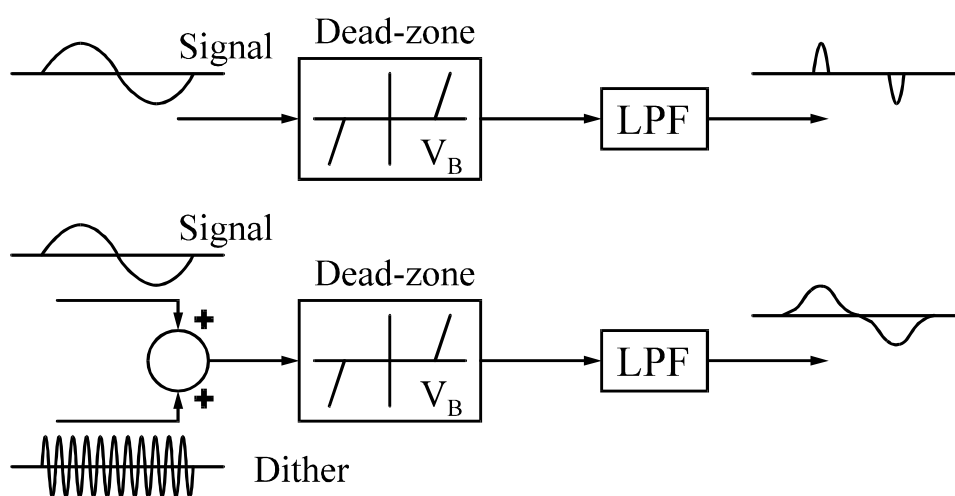 Signal
Dead-zone
V_B
LPF
Signal
Dead-zone
+
V_B
LPF
+
Dither